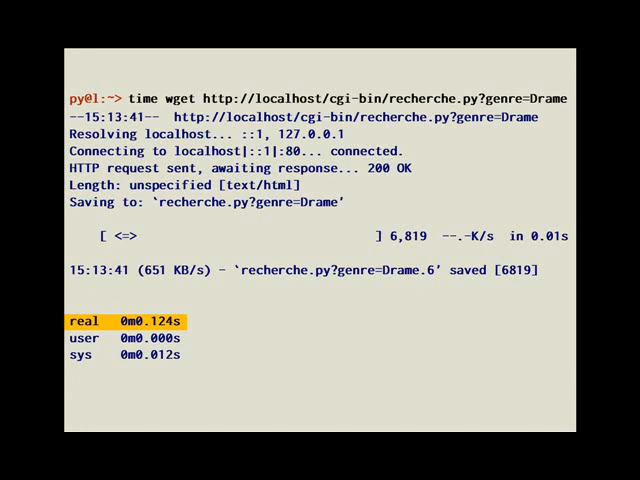 py@l:~> time wget http://localhost/cgi-bin/recherche.py?genre=Drame
--15:13:41--  http://localhost/cgi-bin/recherche.py?genre=Drame
Resolving localhost... ::1, 127.0.0.1
Connecting to localhost|::1|:80... connected.
HTTP request sent, awaiting response... 200 OK
Length: unspecified [text/html]
Saving to: `recherche.py?genre=Drame'
[ <=> ] 6,819 --.-K/s in 0.01s
15:13:41 (651 KB/s) - `recherche.py?genre=Drame.6' saved [6819]
real 0m0.124s
user 0m0.000s
sys 0m0.012s